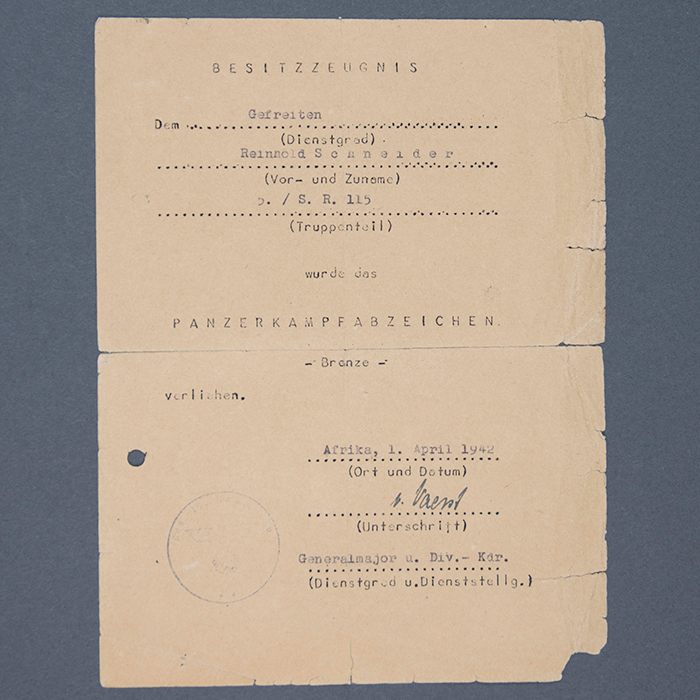 BESITZZEUGNIS
Dem Gefreiten
(Dienstgrad)
Reinhold Schneider
(Vor- und Zuname)
5. / S. R. 115
(Truppenteil)
wurde das
PANZERKAMPFABZEICHEN.
- Bronze -
verliehen.
Afrika, 1. April 1942
(Ort und Datum)
v. Vaerst
(Unterschrift)
Generalmajor u. Div.- Kdr.
(Dienstgrad u.Dienststellg.)